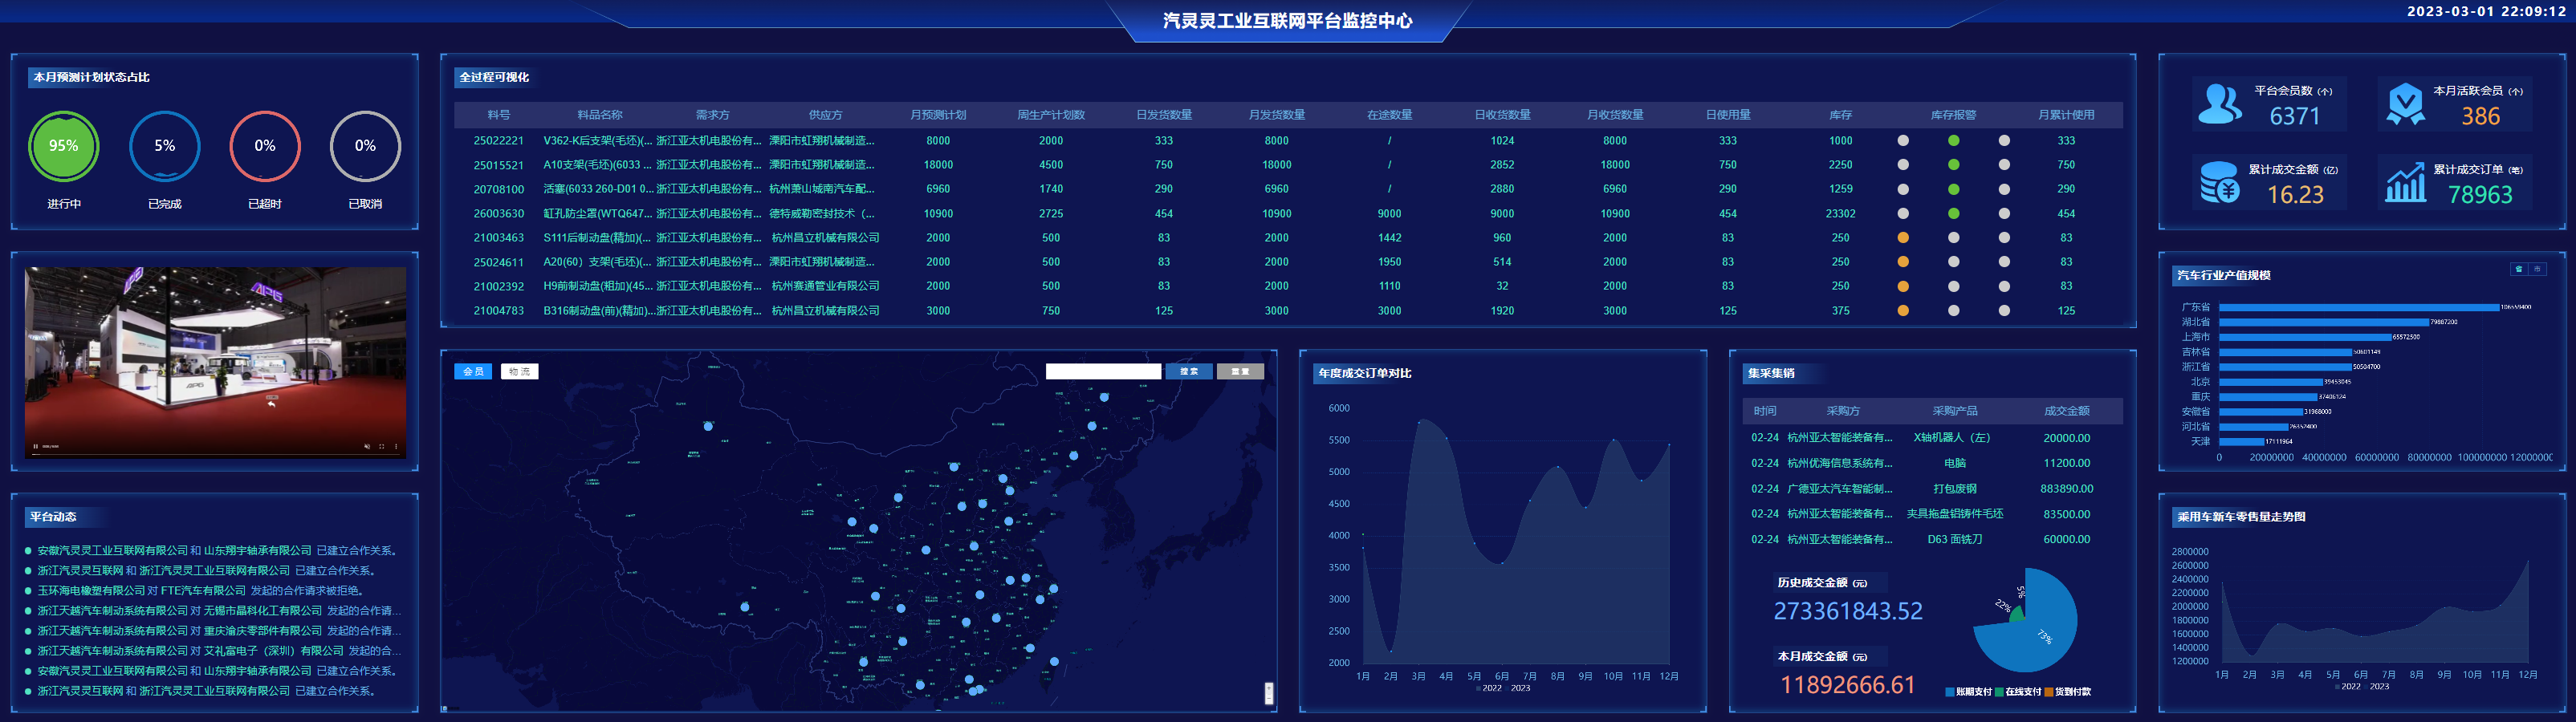 汽灵灵工业互联网平台监控中心
2023-03-01 22:09:12
本月预测计划状态占比
95% 5% 0% 0%
进行中 已完成 已超时 已取消
全过程可视化
料号 料品名称 需求方 供应方 月预测计划 周生产计划数 日发货数量 月发货数量 在途数量 日收货数量 月收货数量 日使用量 库存 库存报警 月累计使用
25022221 V362-K后支架(毛坯)(... 浙江亚太机电股份有... 溧阳市虹翔机械制造... 8000 2000 333 8000 / 1024 8000 333 1000 333
25015521 A10支架(毛坯)(6033 ... 浙江亚太机电股份有... 溧阳市虹翔机械制造... 18000 4500 750 18000 / 2852 18000 750 2250 750
20708100 活塞(6033 260-D01 0... 浙江亚太机电股份有... 杭州萧山城南汽车配... 6960 1740 290 6960 / 2880 6960 290 1259 290
26003630 缸孔防尘罩(WTQ647... 浙江亚太机电股份有... 德特威勒密封技术（... 10900 2725 454 10900 9000 9000 10900 454 23302 454
21003463 S111后制动盘(精加)(... 浙江亚太机电股份有... 杭州昌立机械有限公司 2000 500 83 2000 1442 960 2000 83 250 83
25024611 A20(60）支架(毛坯)(... 浙江亚太机电股份有... 溧阳市虹翔机械制造... 2000 500 83 2000 1950 514 2000 83 250 83
21002392 H9前制动盘(粗加)(45... 浙江亚太机电股份有... 杭州赛通管业有限公司 2000 500 83 2000 1110 32 2000 83 250 83
21004783 B316制动盘(前)(精加)... 浙江亚太机电股份有... 杭州昌立机械有限公司 3000 750 125 3000 3000 1920 3000 125 375 125
平台会员数 (个)
6371
本月活跃会员 (个)
386
累计成交金额 (亿)
16.23
累计成交订单 (笔)
78963
APG
平台动态
安徽汽灵灵工业互联网有限公司 和 山东翔宇轴承有限公司 已建立合作关系。
浙江汽灵灵互联网 和 浙江汽灵灵工业互联网有限公司 已建立合作关系。
玉环海电橡塑有限公司 对 FTE汽车有限公司 发起的合作请求被拒绝。
浙江天越汽车制动系统有限公司 对 无锡市晶科化工有限公司 发起的合作请...
浙江天越汽车制动系统有限公司 对 重庆渝庆零部件有限公司 发起的合作请...
浙江天越汽车制动系统有限公司 对 艾礼富电子（深圳）有限公司 发起的合...
安徽汽灵灵工业互联网有限公司 和 山东翔宇轴承有限公司 已建立合作关系。
浙江汽灵灵互联网 和 浙江汽灵灵工业互联网有限公司 已建立合作关系。
会员 物流 搜索 重置
年度成交订单对比
6000
5500
5000
4500
4000
3500
3000
2500
2000
1月 2月 3月 4月 5月 6月 7月 8月 9月 10月 11月 12月
2022 2023
集采集销
时间 采购方 采购产品 成交金额
02-24 杭州亚太智能装备有... X轴机器人（左） 20000.00
02-24 杭州优海信息系统有... 电脑 11200.00
02-24 广德亚太汽车智能制... 打包废钢 883890.00
02-24 杭州亚太智能装备有... 夹具拖盘铝铸件毛坯 83500.00
02-24 杭州亚太智能装备有... D63 面铣刀 60000.00
历史成交金额 (元)
273361843.52
本月成交金额 (元)
11892666.61
5%
22%
73%
账期支付 在线支付 货到付款
汽车行业产值规模
省 市
广东省 106559400
湖北省 79887200
上海市 65572500
吉林省 50601149
浙江省 50504700
北京 39453045
重庆 37406124
安徽省 31968000
河北省 26352400
天津 17111964
0 20000000 40000000 60000000 80000000 100000000 1200000
乘用车新车零售量走势图
2800000
2600000
2400000
2200000
2000000
1800000
1600000
1400000
1200000
1月 2月 3月 4月 5月 6月 7月 8月 9月 10月 11月 12月
2022 2023